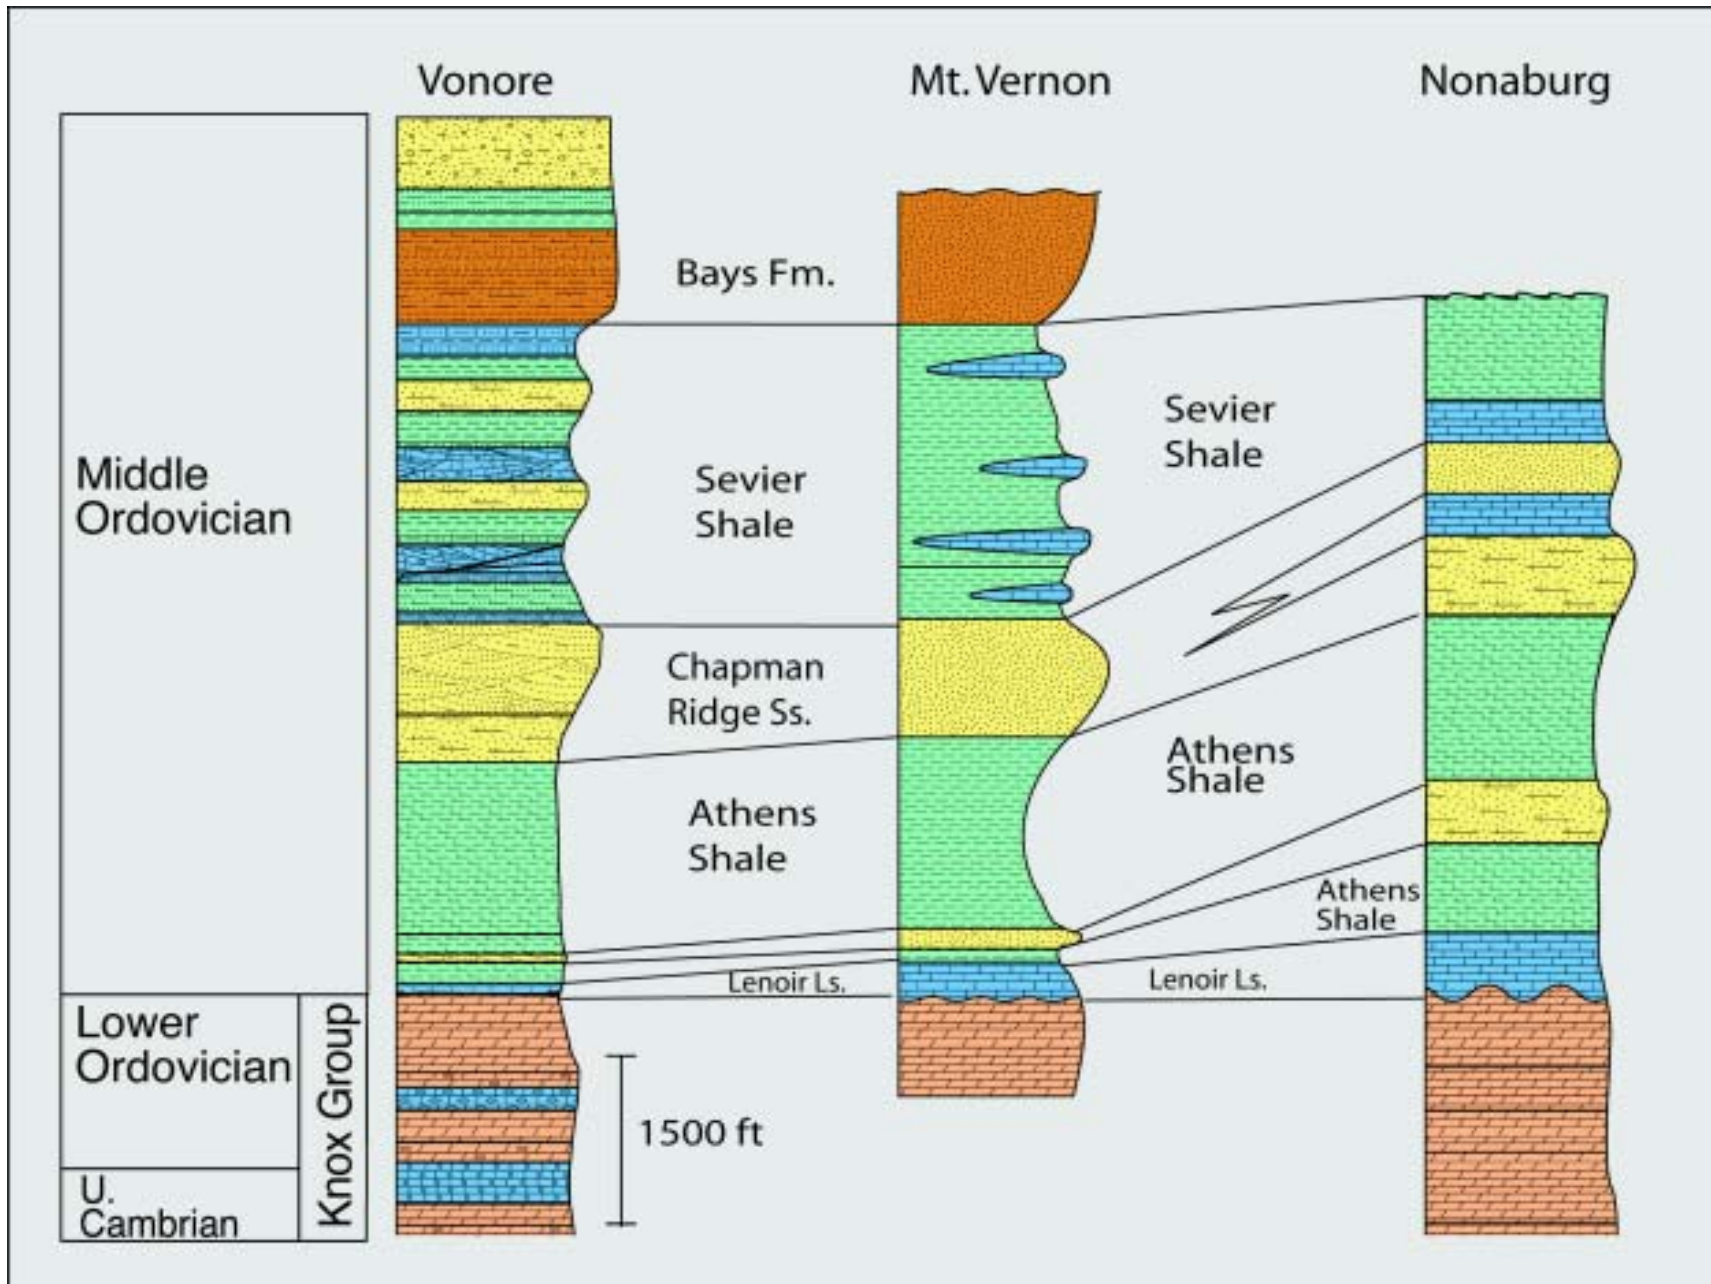 Vonore
Mt. Vernon
Nonaburg
Middle
Ordovician
Lower
Ordovician
U.
Cambrian
Knox Group
Bays Fm.
Sevier
Shale
Chapman
Ridge Ss.
Athens
Shale
Lenoir Ls.
1500 ft
Sevier
Shale
Athens
Shale
Athens
Shale
Lenoir Ls.